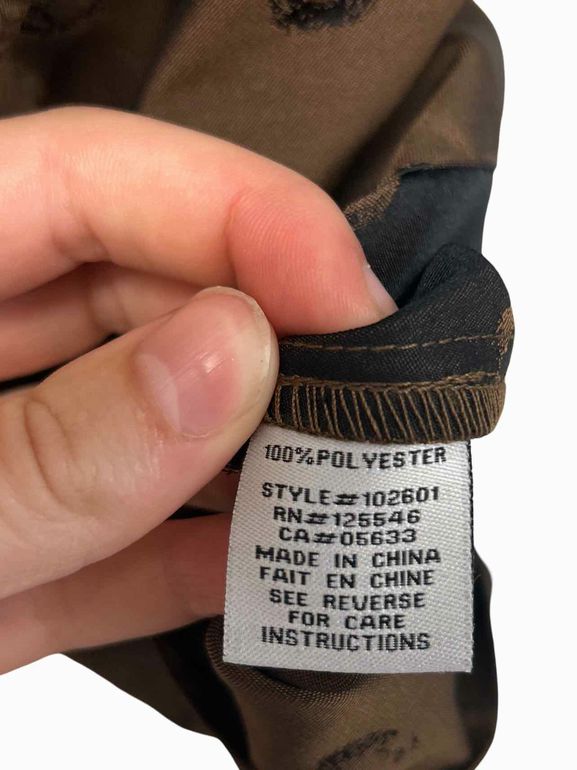 100%POLYESTER
STYLE#102601
RN#125546
CA#05633
MADE IN CHINA
FAIT EN CHINE
SEE REVERSE
FOR CARE
INSTRUCTIONS